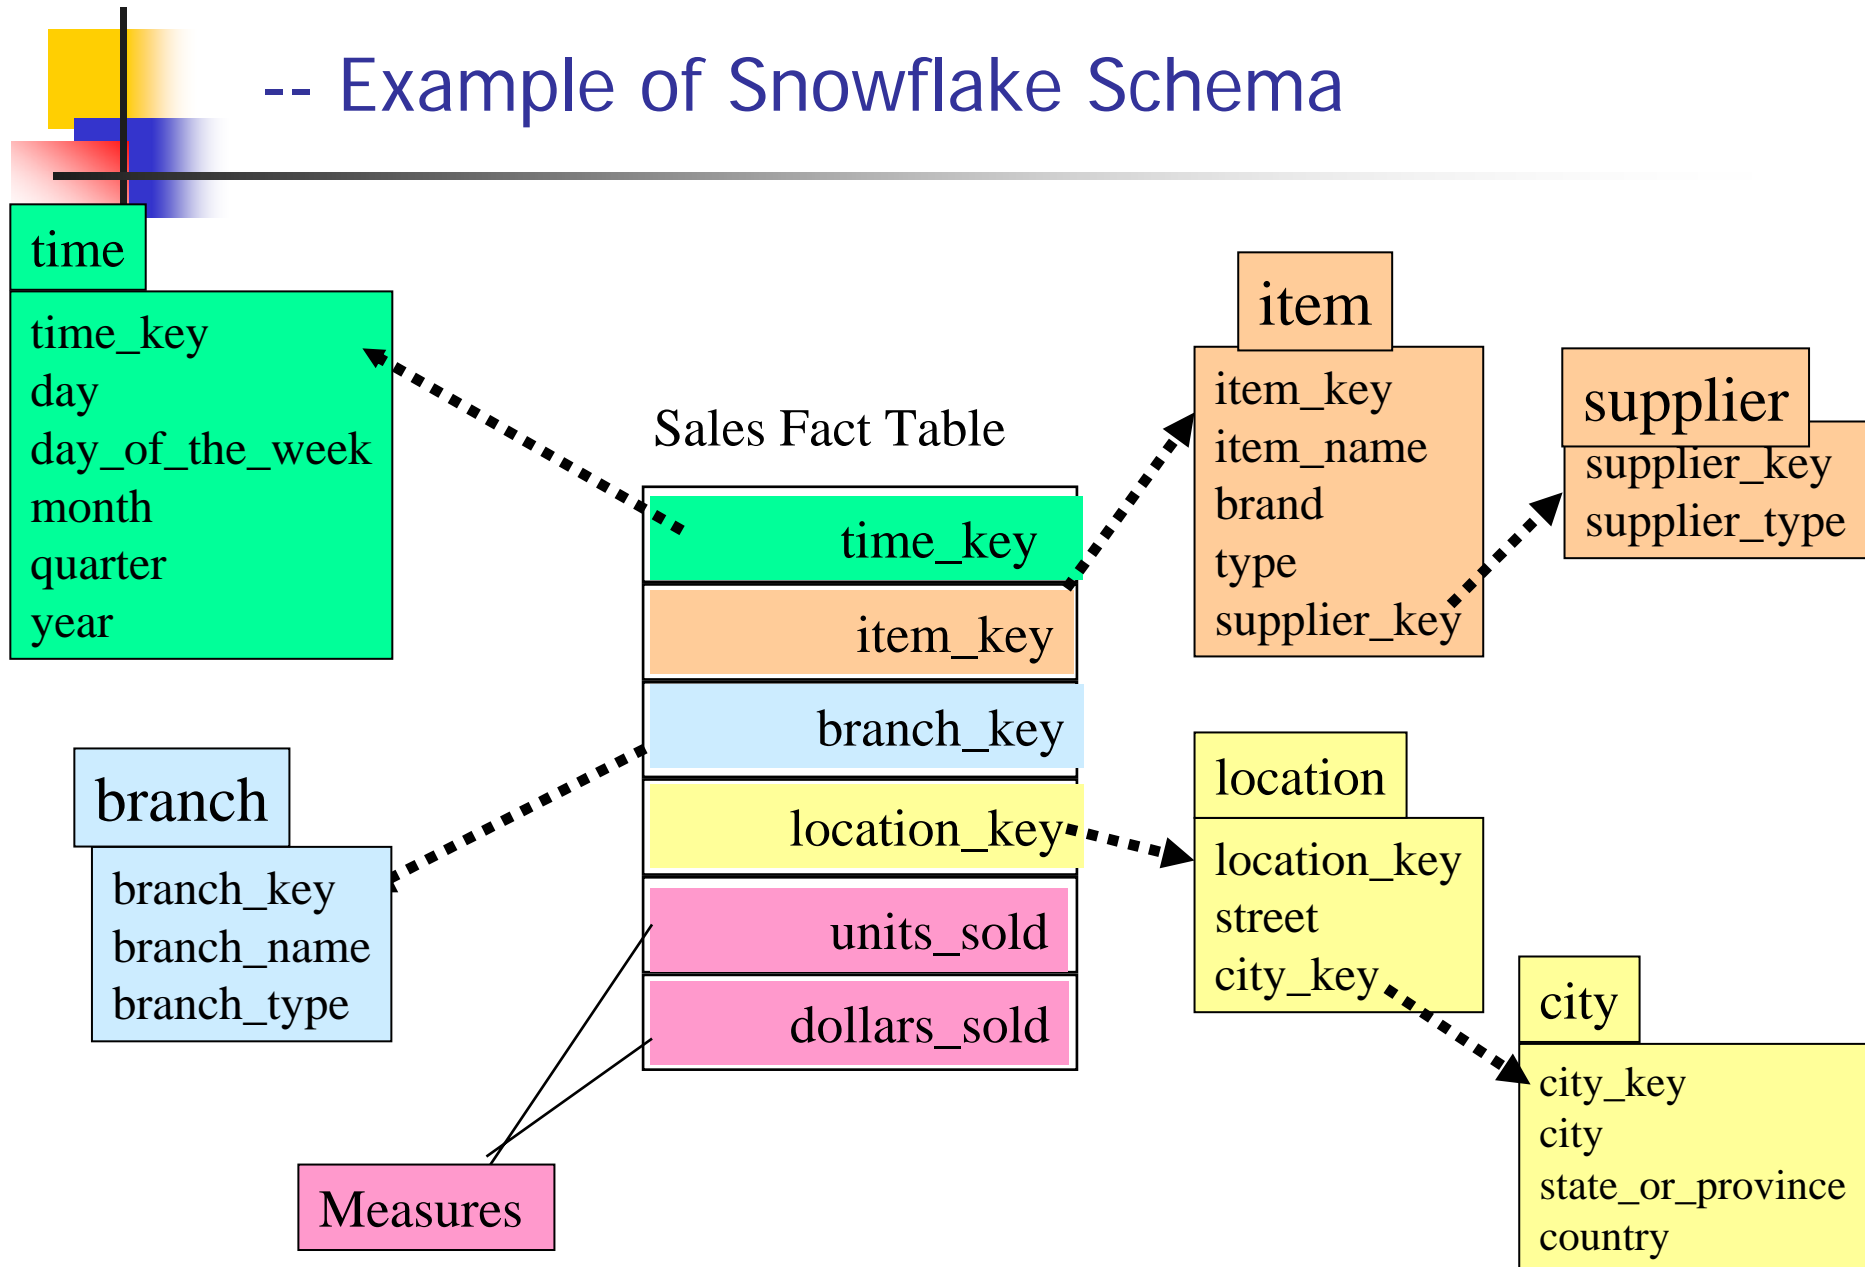 -- Example of Snowflake Schema
time
time_key
day
day_of_the_week
month
quarter
year
branch
branch_key
branch_name
branch_type
Sales Fact Table
time_key
item_key
branch_key
location_key
units_sold
dollars_sold
Measures
item
item_key
item_name
brand
type
supplier_key
supplier
supplier_key
supplier_type
location
location_key
street
city_key
city
city_key
city
state_or_province
country